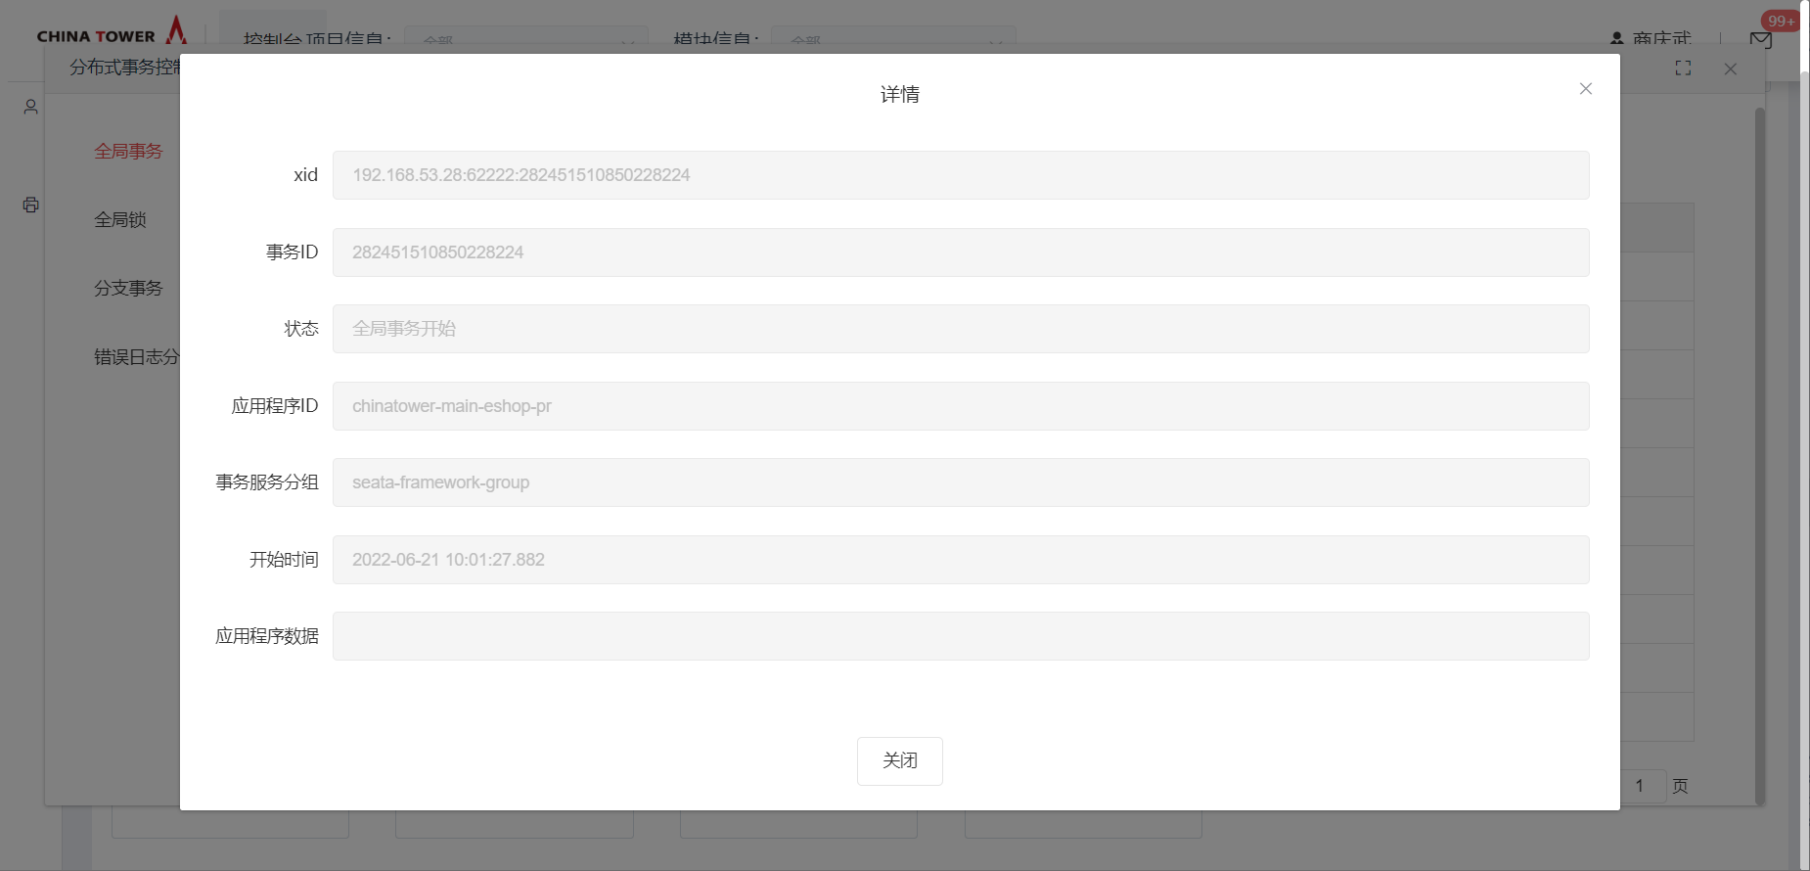 CHINA TOWER
控制台 项目信息:
全部
模块信息:
全部
商庆武
99+
分布式事务控制
全局事务
全局锁
分支事务
错误日志分
详情
xid
192.168.53.28:62222:282451510850228224
事务ID
282451510850228224
状态
全局事务开始
应用程序ID
chinatower-main-eshop-pr
事务服务分组
seata-framework-group
开始时间
2022-06-21 10:01:27.882
应用程序数据
关闭
1 页